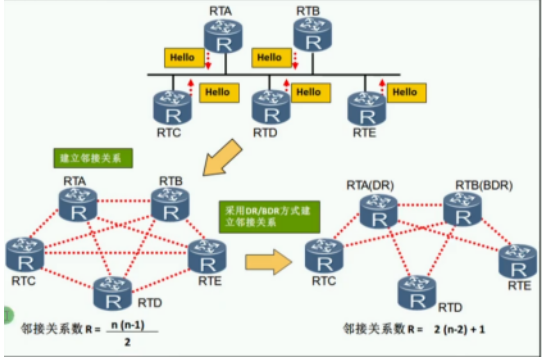 RTA
RTB
Hello
Hello
R
R
Hello
Hello
Hello
R
R
R
RTC
RTD
RTE
建立邻接关系
RTA
RTB
R
R
采用DR/BDR方式建
立邻接关系
RTA(DR)
RTB(BDR)
R
R
R
R
RTC
RTE
R
RTD
R
R
RTC
RTE
R
RTD
邻接关系数 R = n (n-1)
2
邻接关系数 R = 2 (n-2) + 1